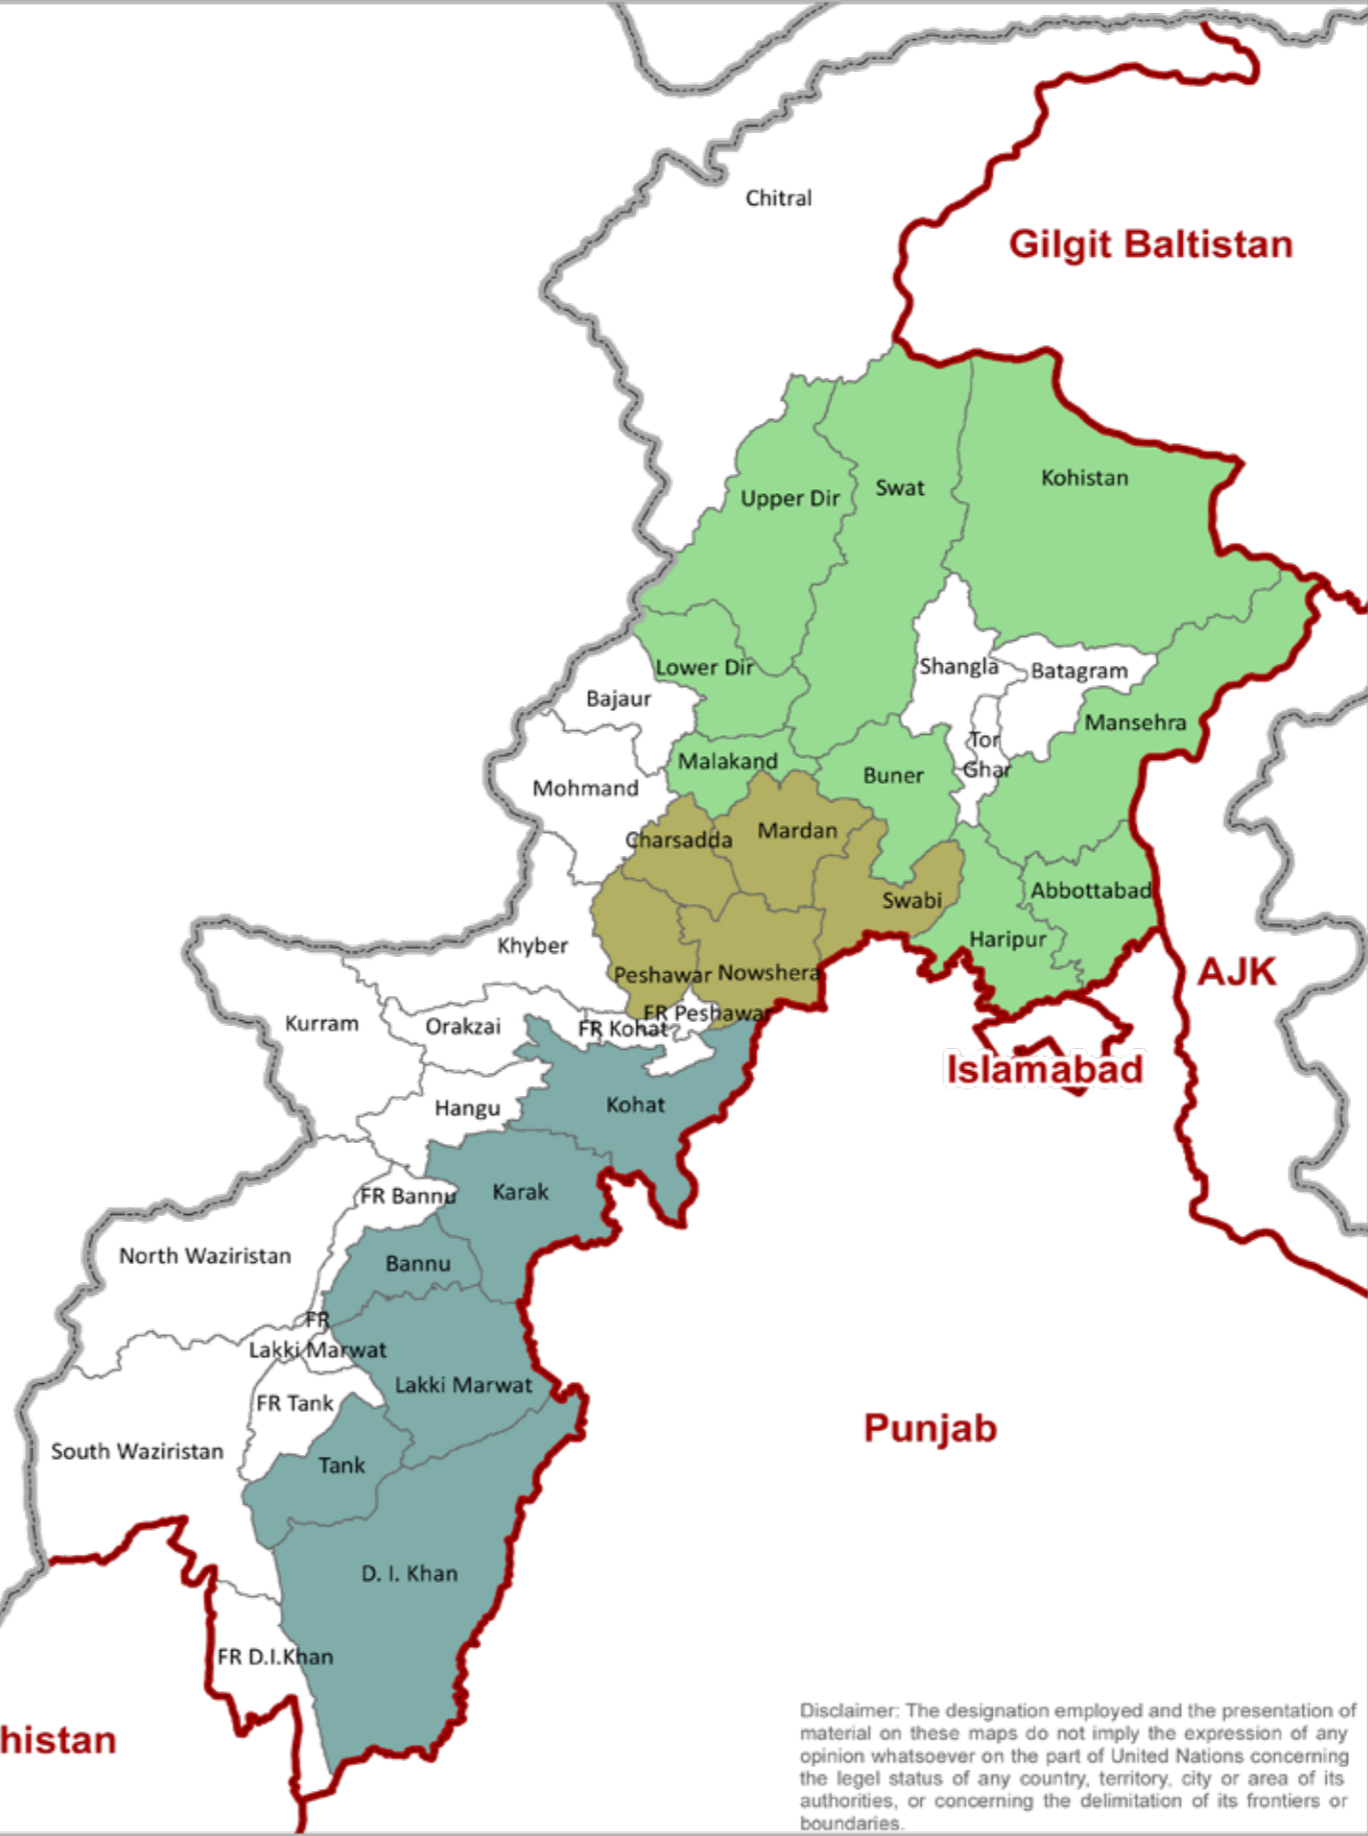 Chitral
Gilgit Baltistan
Kohistan
Swat
Upper Dir
Lower Dir
Shangla
Batagram
Bajaur
Mansehra
Tor
Ghar
Malakand
Buner
Mohmand
Mardan
Charsadda
Abbottabad
Swabi
Haripur
Khyber
Peshawar
Nowshera
AJK
FR Peshawar
Kurram
Orakzai
FR Kohat
Islamabad
Kohat
Hangu
Karak
FR Bannu
North Waziristan
Bannu
FR
Lakki Marwat
Lakki Marwat
FR Tank
Punjab
South Waziristan
Tank
D. I. Khan
FR D.I.Khan
histan
Disclaimer: The designation employed and the presentation of
material on these maps do not imply the expression of any
opinion whatsoever on the part of United Nations concerning
the legel status of any country, territory, city or area of its
authorities, or concerning the delimitation of its frontiers or
boundaries.